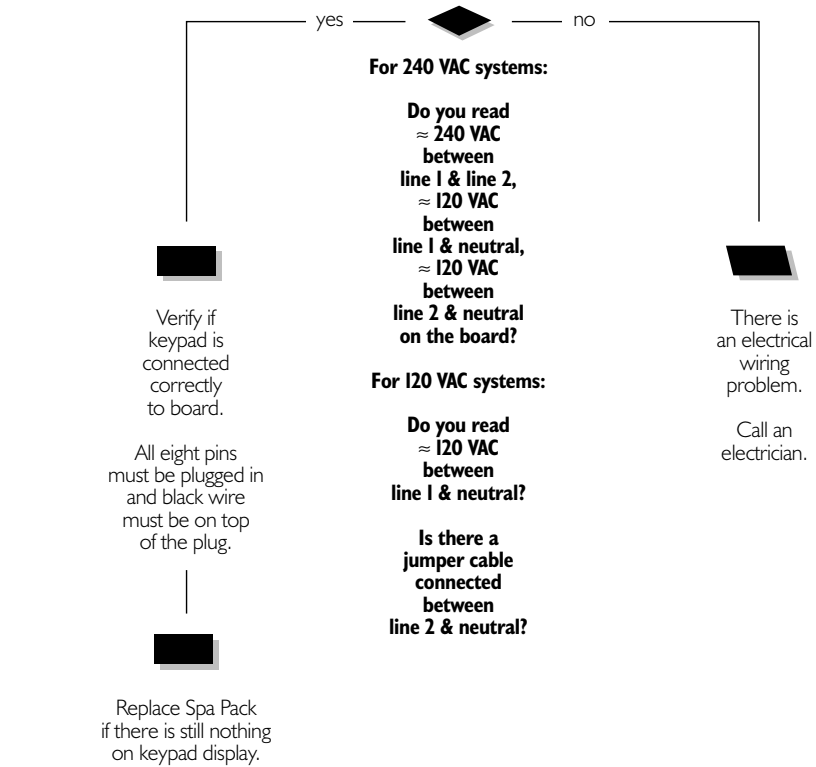 yes
no
For 240 VAC systems:
Do you read
≈ 240 VAC
between
line 1 & line 2,
≈ 120 VAC
between
line 1 & neutral,
≈ 120 VAC
between
line 2 & neutral
on the board?
For 120 VAC systems:
Do you read
≈ 120 VAC
between
line 1 & neutral?
Is there a
jumper cable
connected
between
line 2 & neutral?
Verify if
keypad is
connected
correctly
to board.
All eight pins
must be plugged in
and black wire
must be on top
of the plug.
Replace Spa Pack
if there is still nothing
on keypad display.
There is
an electrical
wiring
problem.
Call an
electrician.